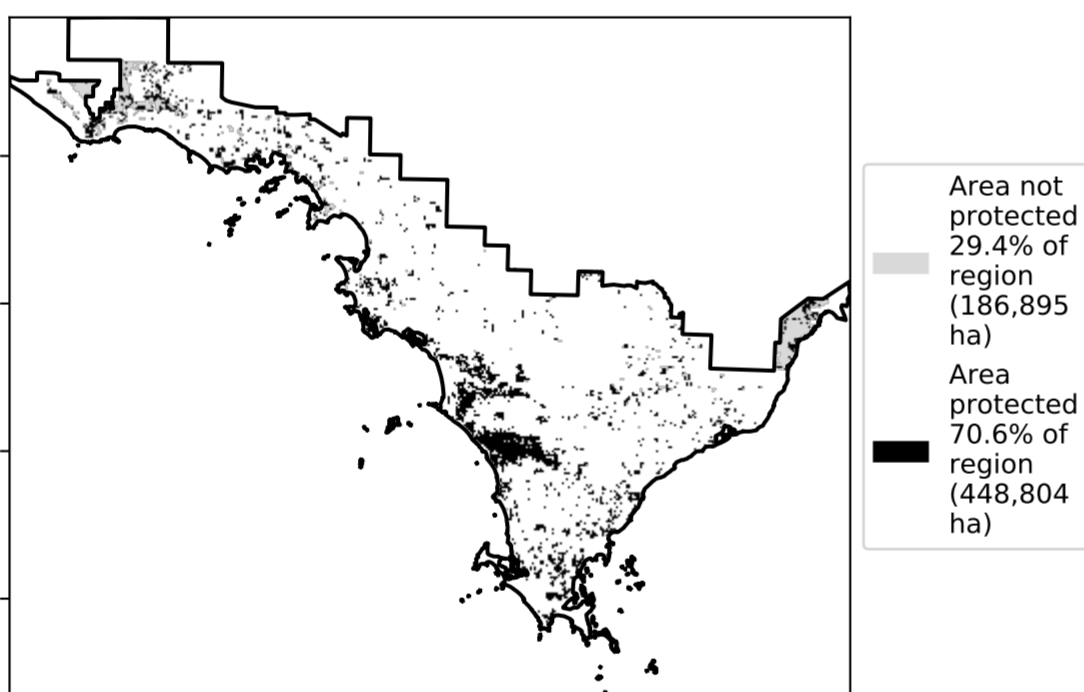 Area not
protected
29.4% of
region
(186,895
ha)
Area
protected
70.6% of
region
(448,804
ha)